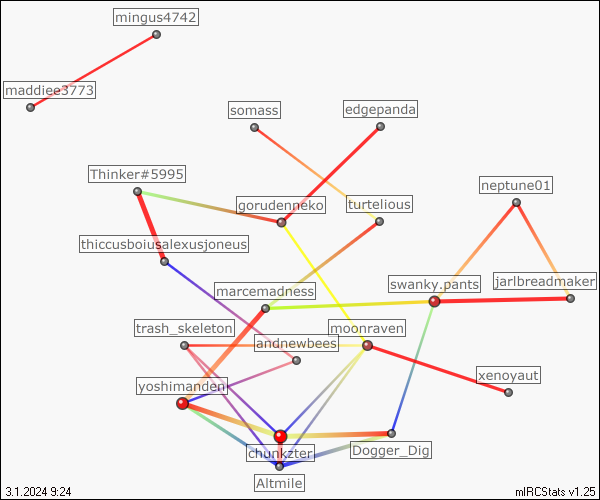 mingus4742
maddiee3773
somass
edgepanda
Thinker#5995
neptune01
gorudenneko
turtelious
thiccusboiusalexusjoneus
marcemadness
swanky.pants
jarlbreadmaker
trash_skeleton
moonraven
andnewbees
xenoyaut
yoshimanden
chunkzter
Dogger_Dig
Altmile
3.1.2024 9:24
mIRCStats v1.25